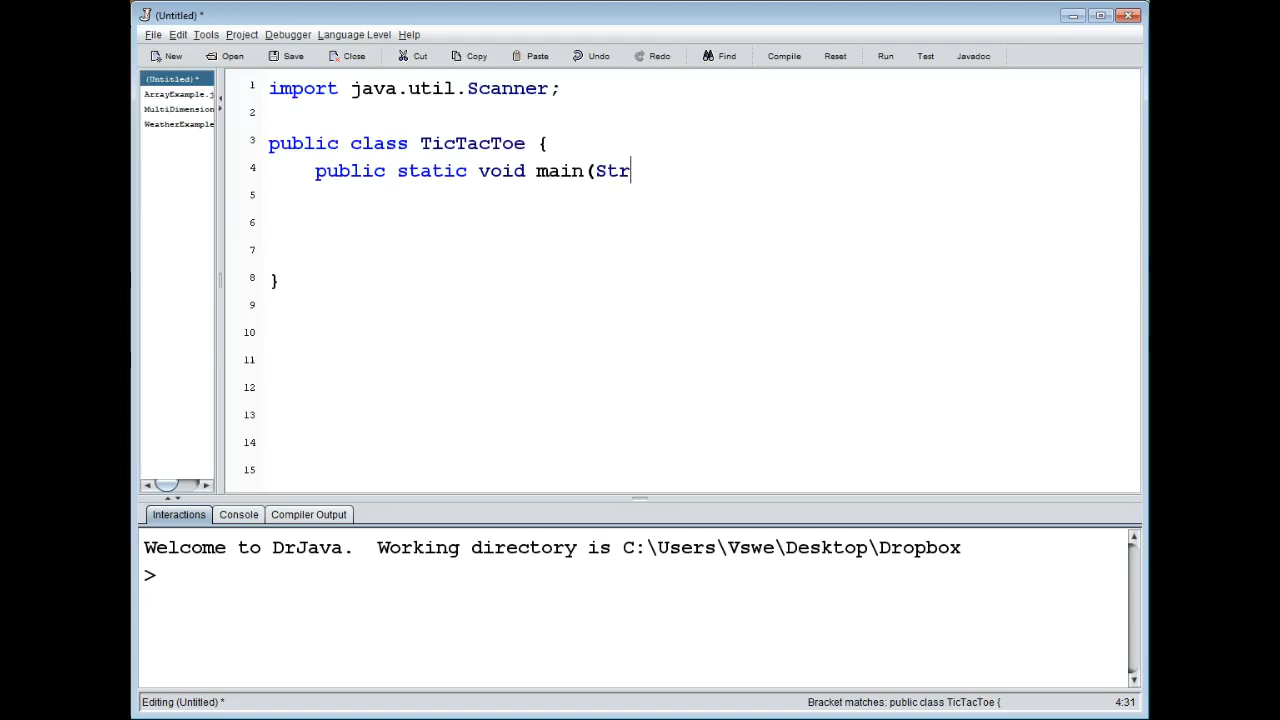 (Untitled) *
File Edit Tools Project Debugger Language Level Help
New Open Save Close Cut Copy Paste Undo Redo Find Compile Reset Run Test Javadoc
(Untitled) *
ArrayExample.j
MultiDimension
WeatherExample
1 import java.util.Scanner;
2
3 public class TicTacToe {
4 public static void main(Str
5
6
7
8 }
9
10
11
12
13
14
15
Interactions Console Compiler Output
Welcome to DrJava. Working directory is C:\Users\Vswe\Desktop\Dropbox
>
Editing (Untitled) * Bracket matches: public class TicTacToe { 4:31